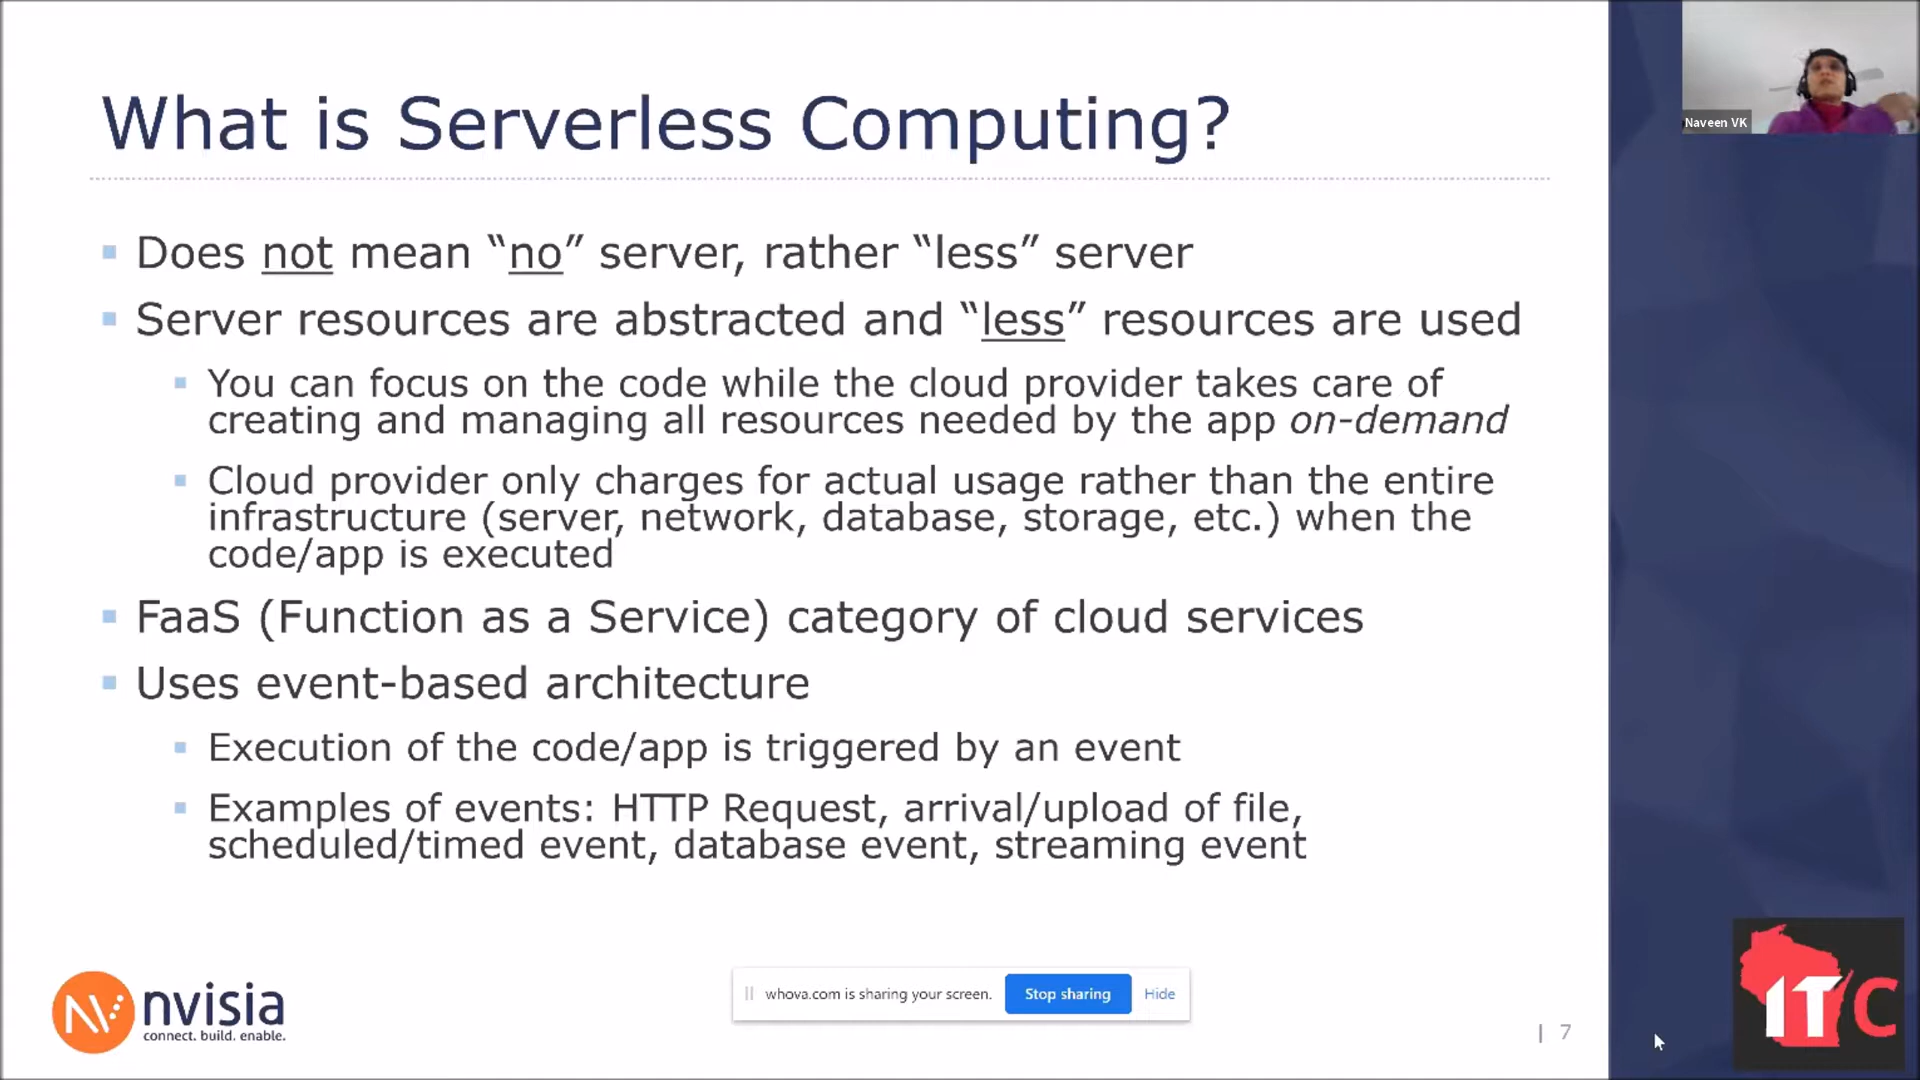 What is Serverless Computing?
Naveen VK
Does not mean “no” server, rather “less” server
Server resources are abstracted and “less” resources are used
You can focus on the code while the cloud provider takes care of
creating and managing all resources needed by the app on-demand
Cloud provider only charges for actual usage rather than the entire
infrastructure (server, network, database, storage, etc.) when the
code/app is executed
FaaS (Function as a Service) category of cloud services
Uses event-based architecture
Execution of the code/app is triggered by an event
Examples of events: HTTP Request, arrival/upload of file,
scheduled/timed event, database event, streaming event
nvisia
connect. build. enable.
whova.com is sharing your screen. Stop sharing Hide
| 7
IT/C